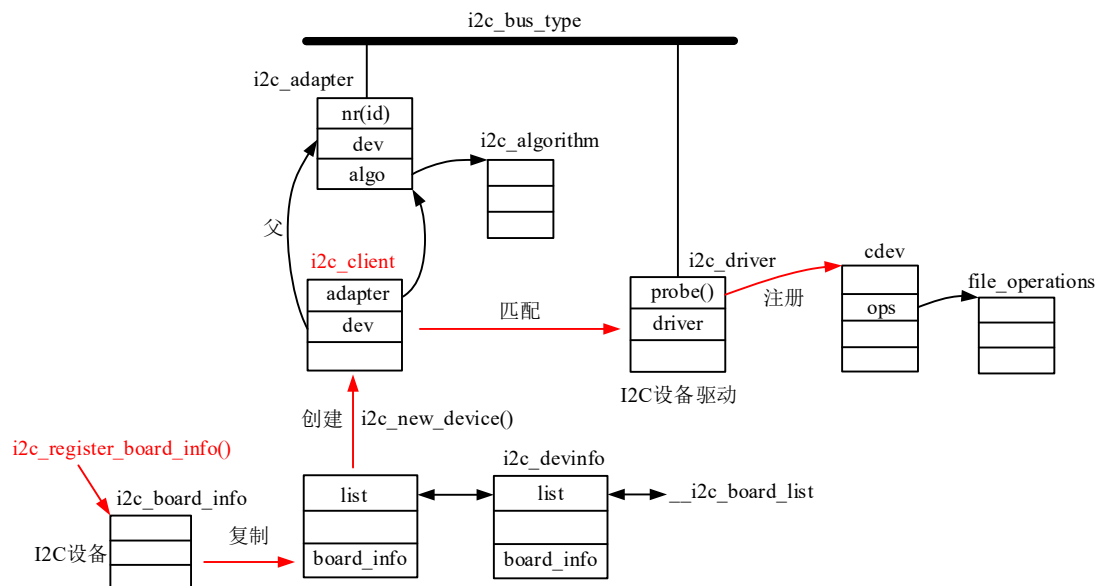 i2c_bus_type
i2c_adapter
nr(id)
dev
algo
i2c_algorithm
父
i2c_client
adapter
dev
匹配
i2c_driver
probe()
driver
I2C设备驱动
注册
cdev
ops
file_operations
创建
i2c_new_device()
i2c_register_board_info()
i2c_board_info
I2C设备
复制
list
board_info
i2c_devinfo
list
board_info
__i2c_board_list